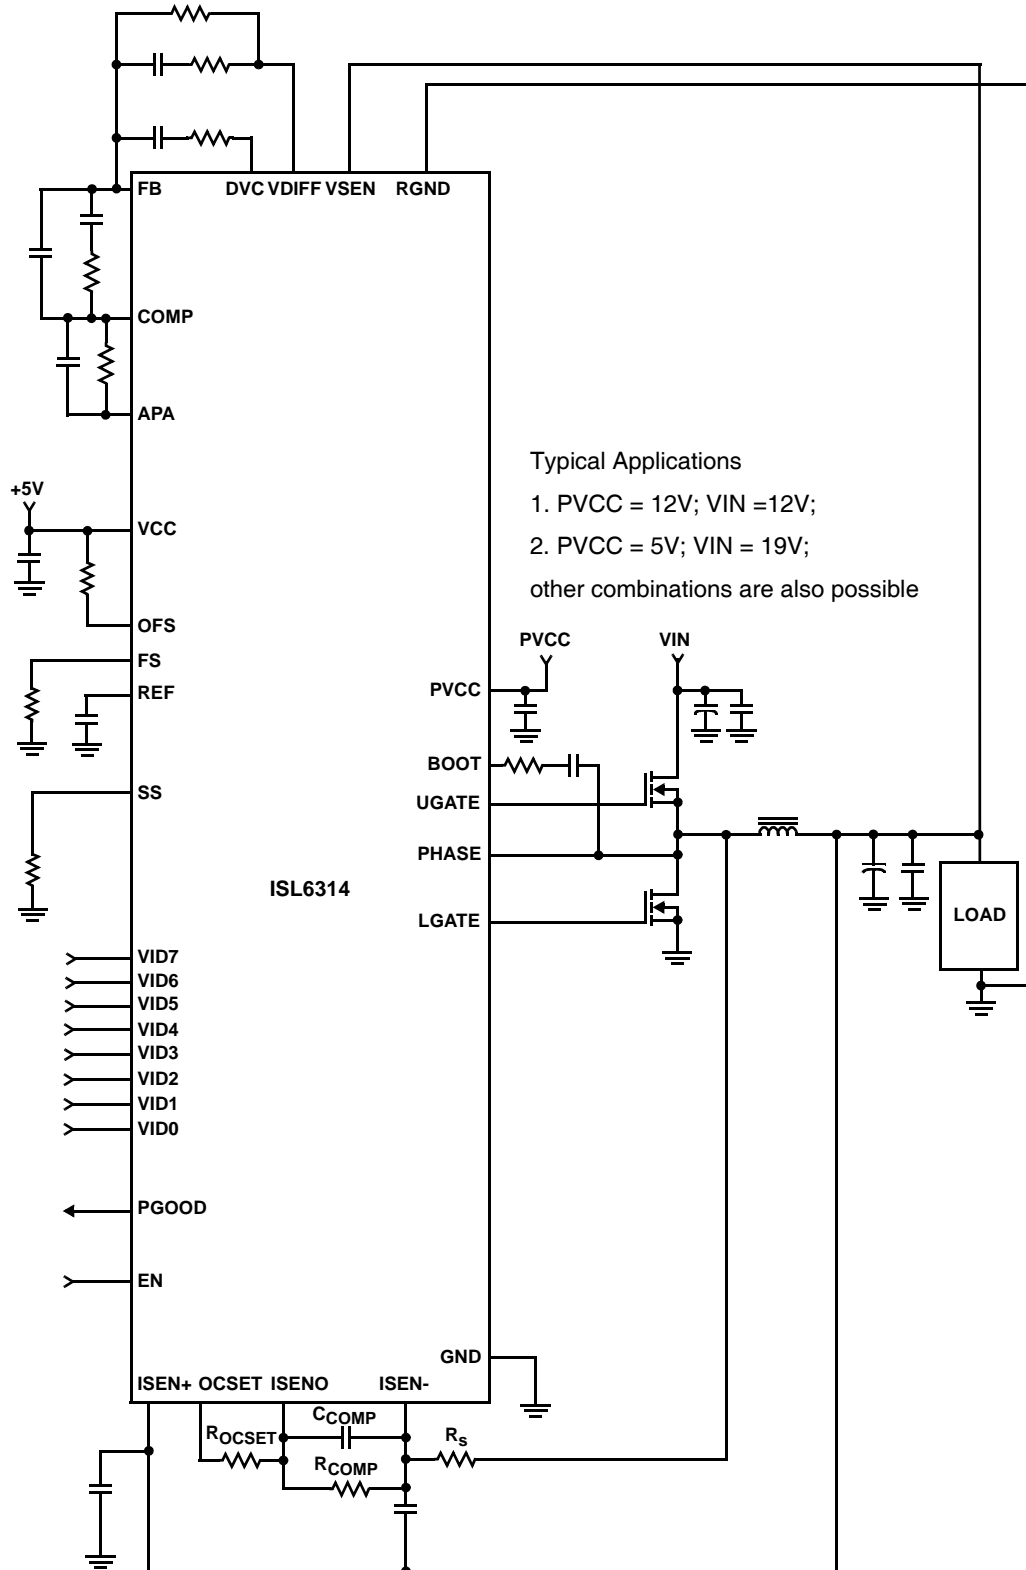 FB
DVC VDIFF VSEN RGND
COMP
APA
Typical Applications
1. PVCC = 12V; VIN =12V;
2. PVCC = 5V; VIN = 19V;
other combinations are also possible
+5V
VCC
OFS
FS
REF
PVCC VIN
PVCC
BOOT
UGATE
SS
PHASE
ISL6314
LGATE
LOAD
VID7
VID6
VID5
VID4
VID3
VID2
VID1
VID0
PGOOD
EN
GND
ISEN+ OCSET ISENO ISEN-
CCOMP
ROCSET
RCOMP
Rs